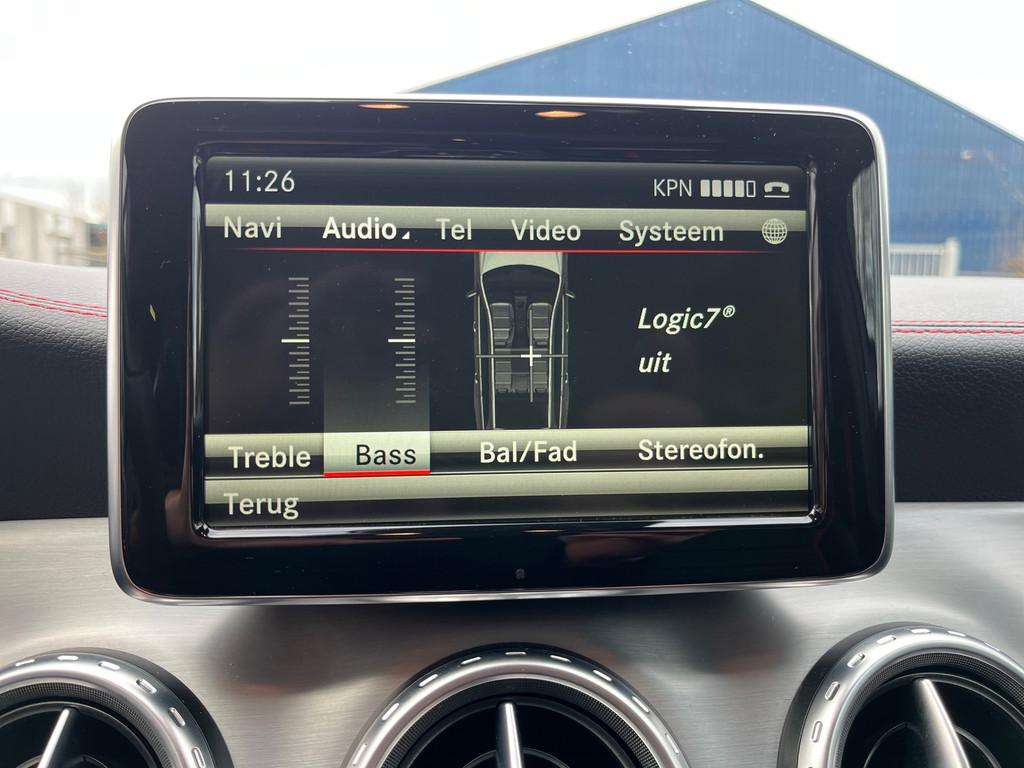 11:26 KPN
Navi Audio Tel Video Systeem
Logic7®
uit
Treble Bass Bal/Fad Stereofon.
Terug